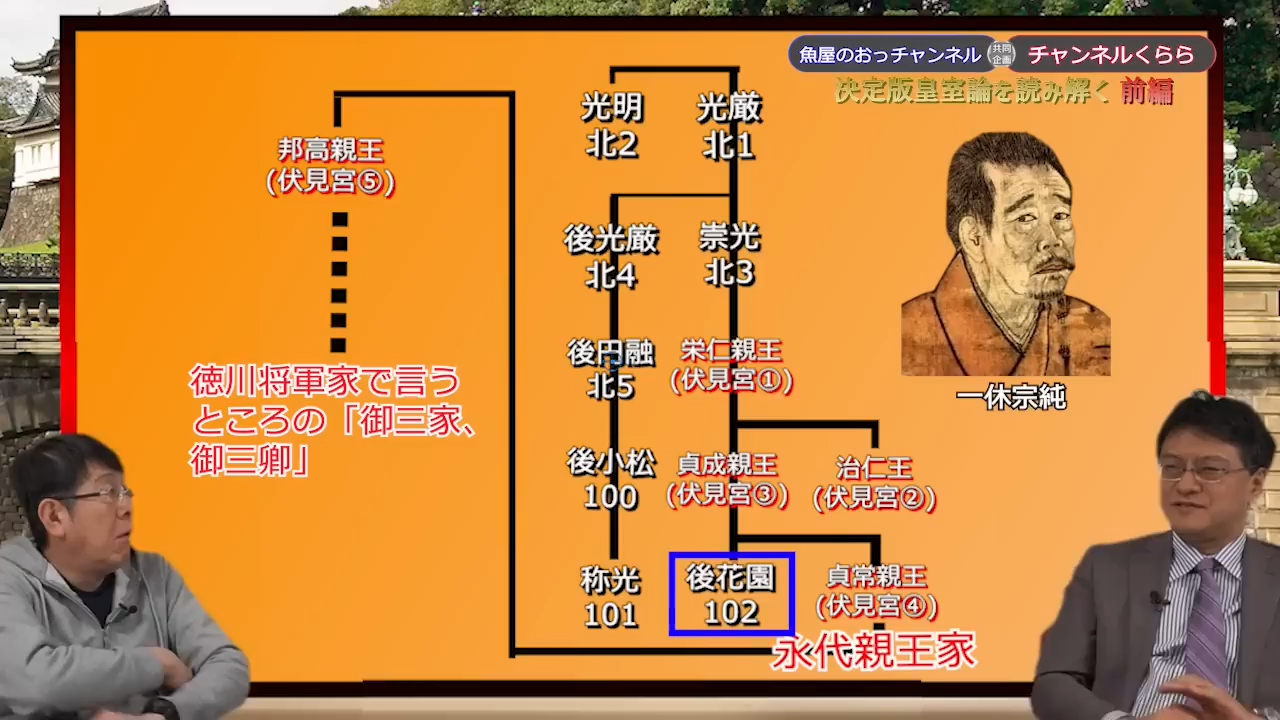 魚屋のおっチャンネル 共同企画 チャンネルくらら
決定版皇室論を読み解く 前編
光明
北2
光厳
北1
邦高親王
(伏見宮⑤)
後光厳
北4
崇光
北3
後円融
北5
栄仁親王
(伏見宮①)
一休宗純
徳川将軍家で言う
ところの「御三家、
御三卿」
後小松
100
貞成親王
(伏見宮③)
治仁王
(伏見宮②)
称光
101
後花園
102
貞常親王
(伏見宮④)
永代親王家